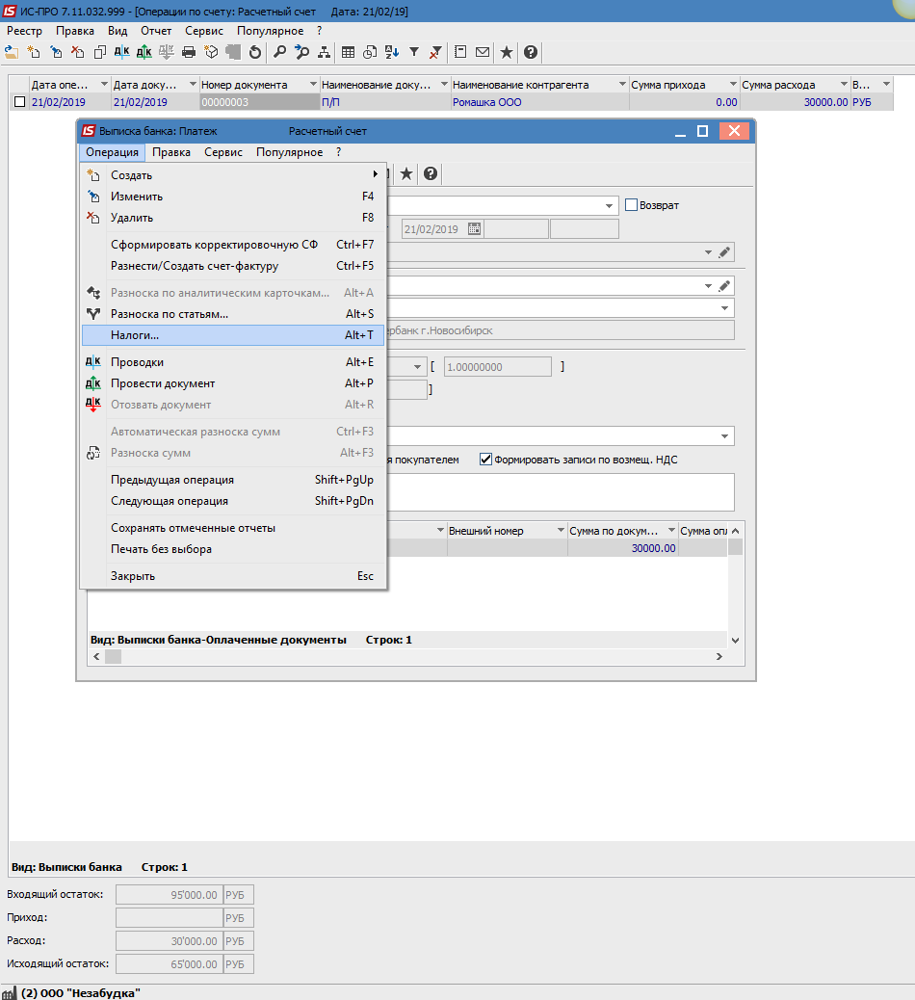 ИС-ПРО 7.11.032.999 - [Операции по счету: Расчетный счет Дата: 21/02/19]
Реестр Правка Вид Отчет Сервис Популярное ?
Дата опе... Дата доку... Номер документа Наименование доку... Наименование контрагента Сумма прихода Сумма расхода В...
21/02/2019 21/02/2019 00000003 П/П Ромашка ООО 0.00 30000.00 РУБ
Выписка банка: Платеж Расчетный счет
Операция Правка Сервис Популярное ?
Создать
Изменить F4
Удалить F8
Сформировать корректировочную СФ Ctrl+F7
Разнести/Создать счет-фактуру Ctrl+F5
Разноска по аналитическим карточкам... Alt+A
Разноска по статьям... Alt+S
Налоги... Alt+T
Проводки Alt+E
Провести документ Alt+P
Отозвать документ Alt+R
Автоматическая разноска сумм Ctrl+F3
Разноска сумм Alt+F3
Предыдущая операция Shift+PgUp
Следующая операция Shift+PgDn
Сохранять отмеченные отчеты
Печать без выбора
Закрыть Esc
Возврат
21/02/2019
ербанк г.Новосибирск
[ 1.00000000 ]
]
я покупателем Формировать записи по возмещ. НДС
Внешний номер Сумма по докум... Сумма опл
30000.00
Вид: Выписки банка-Оплаченные документы Строк: 1
Вид: Выписки банка Строк: 1
Входящий остаток: 95'000.00 РУБ
Приход: РУБ
Расход: 30'000.00 РУБ
Исходящий остаток: 65'000.00 РУБ
(2) ООО "Незабудка"